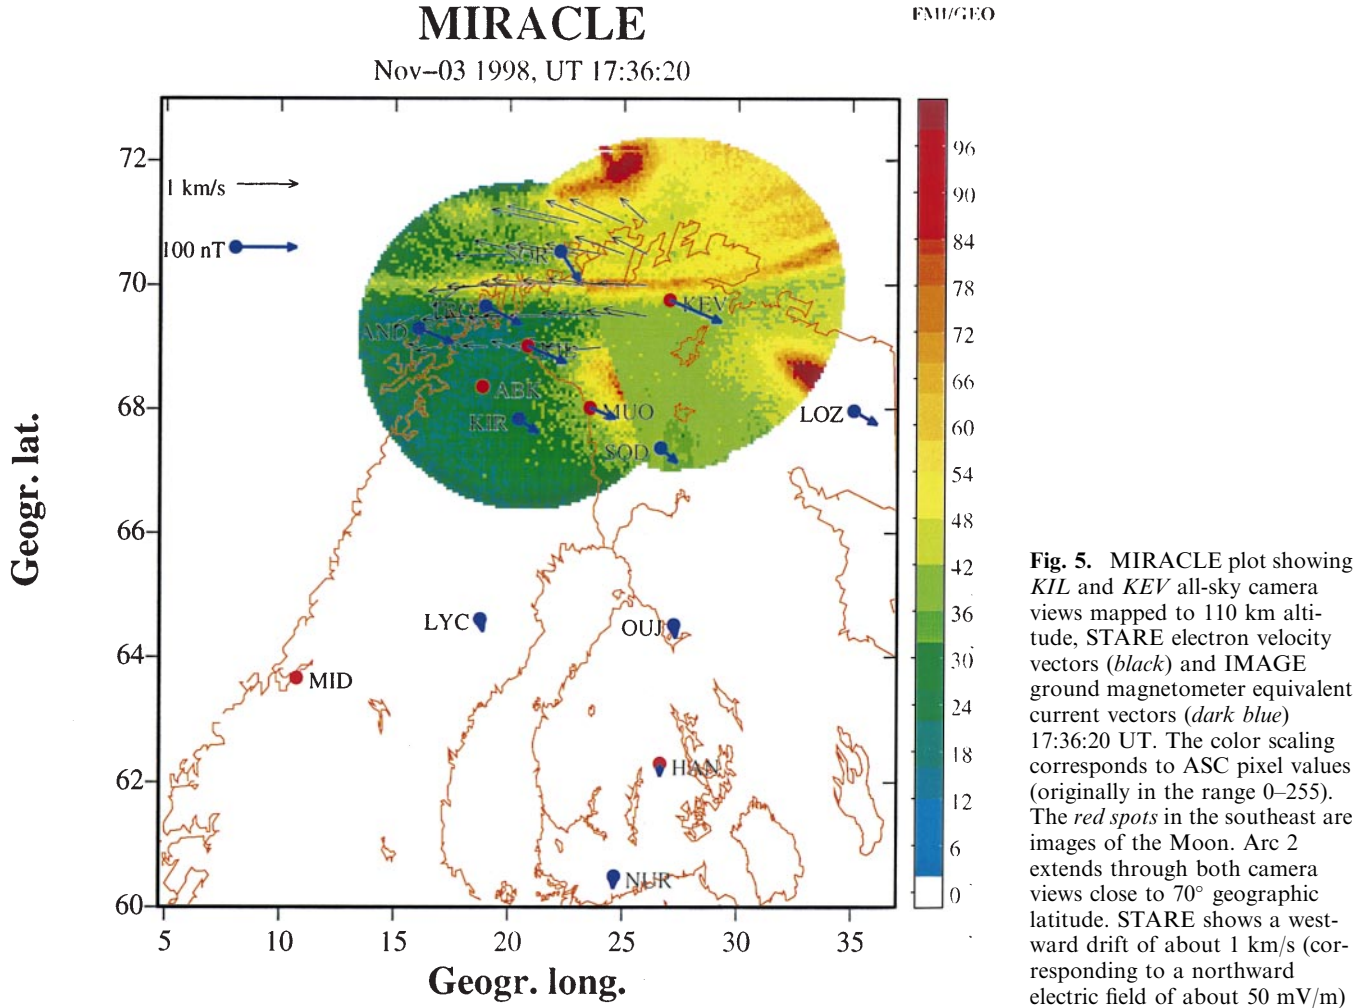 MIRACLE
FMI/GEO
Nov–03 1998, UT 17:36:20
1 km/s
100 nT
SOR
TRO
KEV
AND
KIL
ABK
MUO
KIR
LOZ
SOD
LYC
OUJ
MID
HAN
NUR
72
70
68
66
64
62
60
Geogr. lat.
5
10
15
20
25
30
35
Geogr. long.
96
90
84
78
72
66
60
54
48
42
36
30
24
18
12
6
0
Fig. 5. MIRACLE plot showing
KIL and KEV all-sky camera
views mapped to 110 km alti-
tude, STARE electron velocity
vectors (black) and IMAGE
ground magnetometer equivalent
current vectors (dark blue)
17:36:20 UT. The color scaling
corresponds to ASC pixel values
(originally in the range 0–255).
The red spots in the southeast are
images of the Moon. Arc 2
extends through both camera
views close to 70° geographic
latitude. STARE shows a west-
ward drift of about 1 km/s (cor-
responding to a northward
electric field of about 50 mV/m)